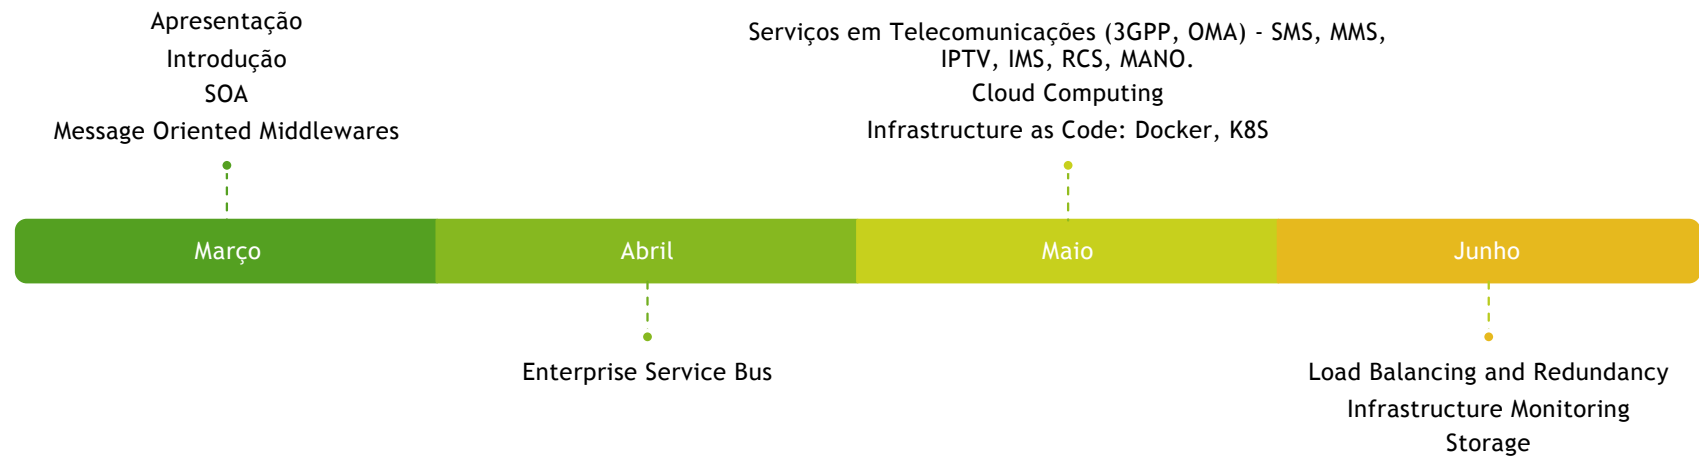 Apresentação
Introdução
SOA
Message Oriented Middlewares
Serviços em Telecomunicações (3GPP, OMA) - SMS, MMS,
IPTV, IMS, RCS, MANO.
Cloud Computing
Infrastructure as Code: Docker, K8S
Março
Abril
Maio
Junho
Enterprise Service Bus
Load Balancing and Redundancy
Infrastructure Monitoring
Storage